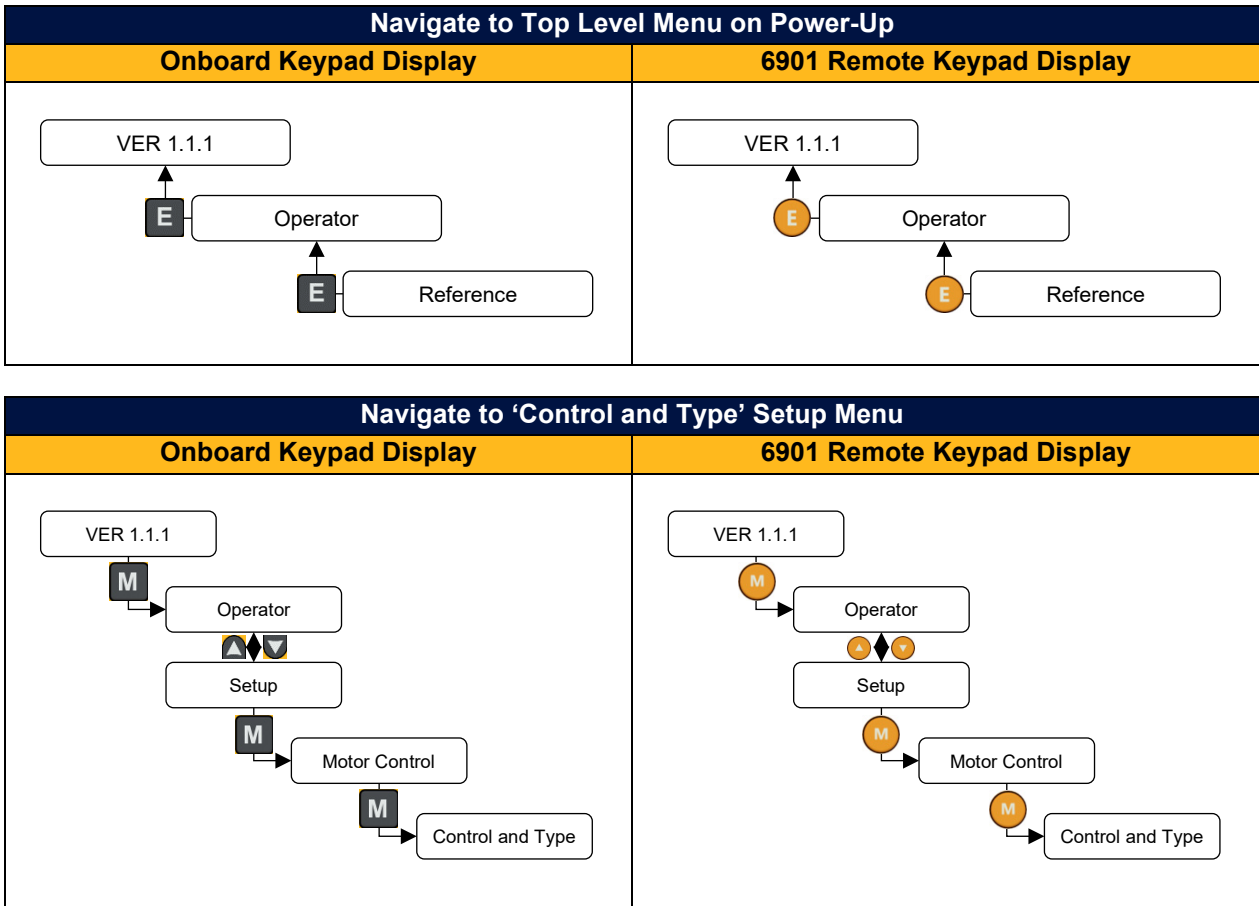 Navigate to Top Level Menu on Power-Up
Onboard Keypad Display
6901 Remote Keypad Display
VER 1.1.1
E
Operator
E
Reference
VER 1.1.1
E
Operator
E
Reference
Navigate to ‘Control and Type’ Setup Menu
Onboard Keypad Display
6901 Remote Keypad Display
VER 1.1.1
M
Operator
Setup
M
Motor Control
M
Control and Type
VER 1.1.1
M
Operator
Setup
M
Motor Control
M
Control and Type